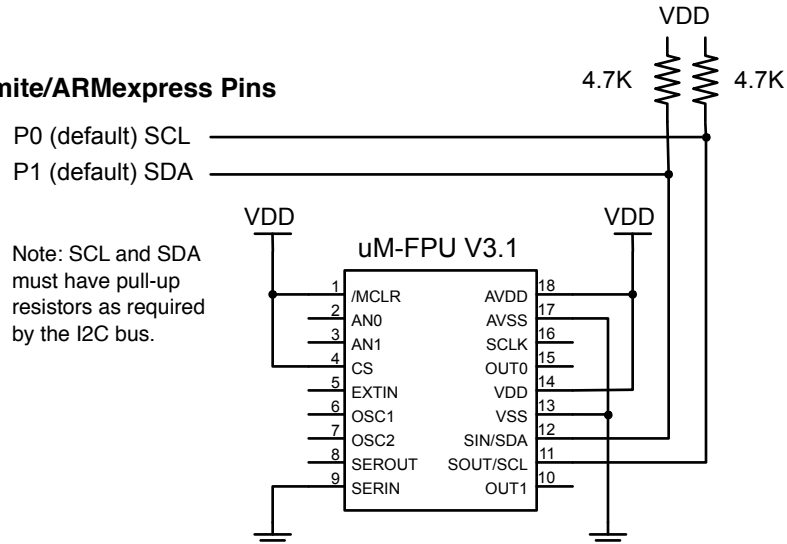 VDD
4.7K
4.7K
mite/ARMexpress Pins
P0 (default) SCL
P1 (default) SDA
Note: SCL and SDA
must have pull-up
resistors as required
by the I2C bus.
VDD
VDD
uM-FPU V3.1
1 /MCLR AVDD 18
2 AN0 AVSS 17
3 AN1 SCLK 16
4 CS OUT0 15
5 EXTIN VDD 14
6 OSC1 VSS 13
7 OSC2 SIN/SDA 12
8 SEROUT SOUT/SCL 11
9 SERIN OUT1 10